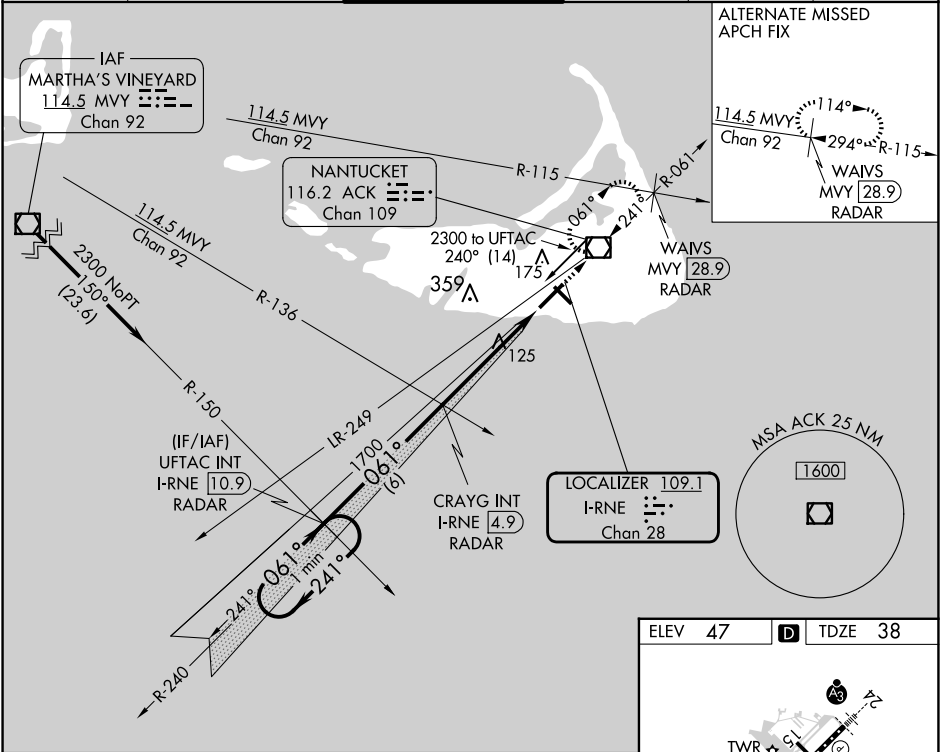 ALTERNATE MISSED
APCH FIX
114.5 MVY
Chan 92
114°
294°
R-115
WAIVS
MVY 28.9
RADAR
IAF
MARTHA'S VINEYARD
114.5 MVY
Chan 92
114.5 MVY
Chan 92
R-115
R-061
NANTUCKET
116.2 ACK
Chan 109
061°
241°
2300 to UFTAC
240° (14)
175
359
WAIVS
MVY 28.9
RADAR
114.5 MVY
Chan 92
R-136
2300 NoPT
150°
(23.6)
R-150
125
LR-249
1700
061°
(6)
(IF/IAF)
UFTAC INT
I-RNE 10.9
RADAR
CRAYG INT
I-RNE 4.9
RADAR
LOCALIZER 109.1
I-RNE
Chan 28
MSA ACK 25 NM
1600
061°
1 min
241°
241°
R-240
ELEV 47
D
TDZE 38
A3
24
15
TWR
P